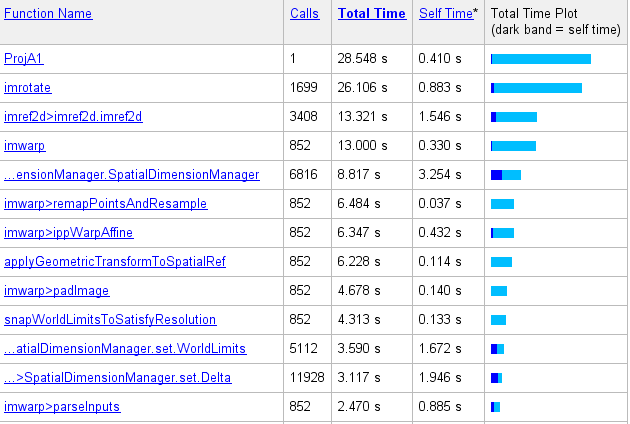 Function Name Calls Total Time Self Time* Total Time Plot
(dark band = self time)
ProjA1 1 28.548 s 0.410 s
imrotate 1699 26.106 s 0.883 s
imref2d>imref2d.imref2d 3408 13.321 s 1.546 s
imwarp 852 13.000 s 0.330 s
...ensionManager.SpatialDimensionManager 6816 8.817 s 3.254 s
imwarp>remapPointsAndResample 852 6.484 s 0.037 s
imwarp>ippWarpAffine 852 6.347 s 0.432 s
applyGeometricTransformToSpatialRef 852 6.228 s 0.114 s
imwarp>padImage 852 4.678 s 0.140 s
snapWorldLimitsToSatisfyResolution 852 4.313 s 0.133 s
...atialDimensionManager.set.WorldLimits 5112 3.590 s 1.672 s
...>SpatialDimensionManager.set.Delta 11928 3.117 s 1.946 s
imwarp>parseInputs 852 2.470 s 0.885 s